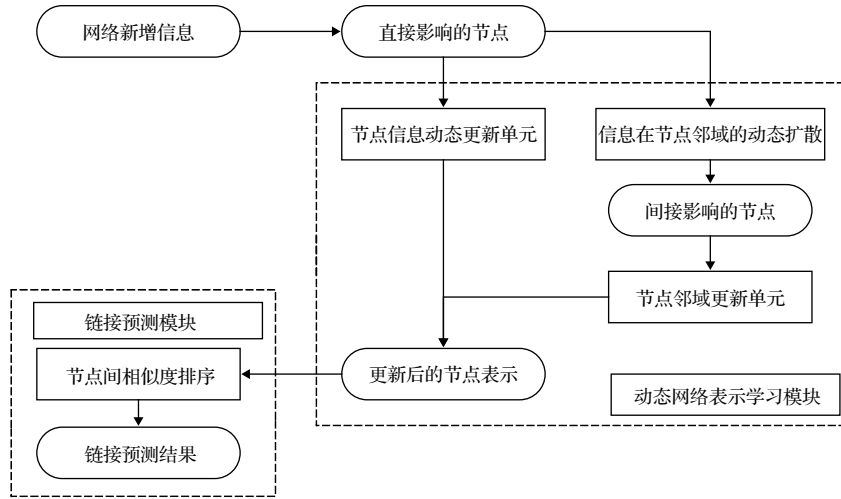 网络新增信息
直接影响的节点
节点信息动态更新单元
信息在节点邻域的动态扩散
间接影响的节点
节点邻域更新单元
链接预测模块
节点间相似度排序
更新后的节点表示
动态网络表示学习模块
链接预测结果